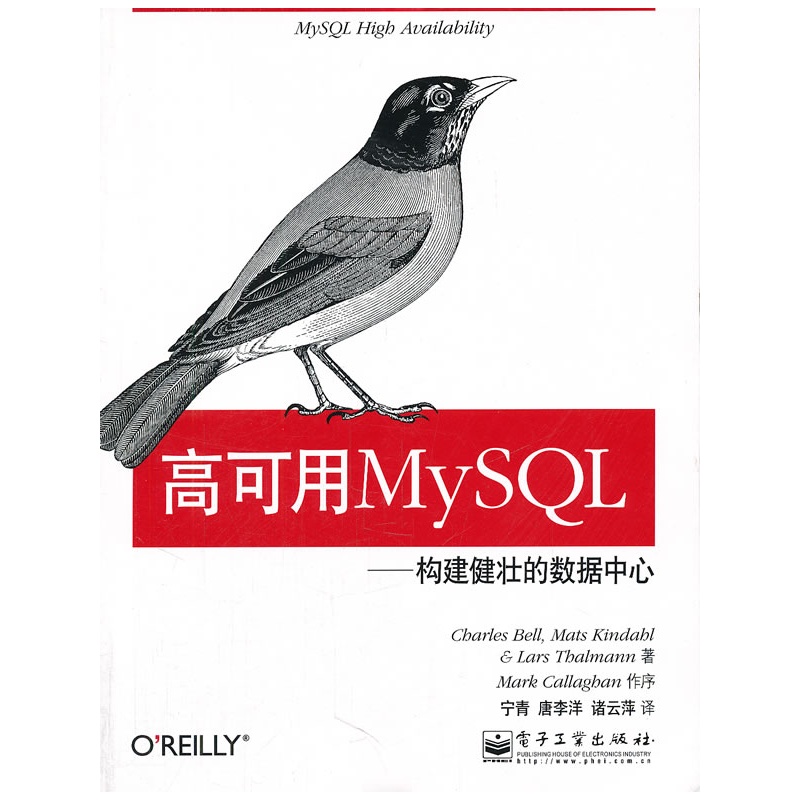 MySQL High Availability
高可用MySQL
——构建健壮的数据中心
Charles Bell, Mats Kindahl
& Lars Thalmann 著
Mark Callaghan 作序
宁青 唐李洋 诸云萍 译
O'REILLY®
电子工业出版社
PUBLISHING HOUSE OF ELECTRONICS INDUSTRY
http://www.phei.com.cn